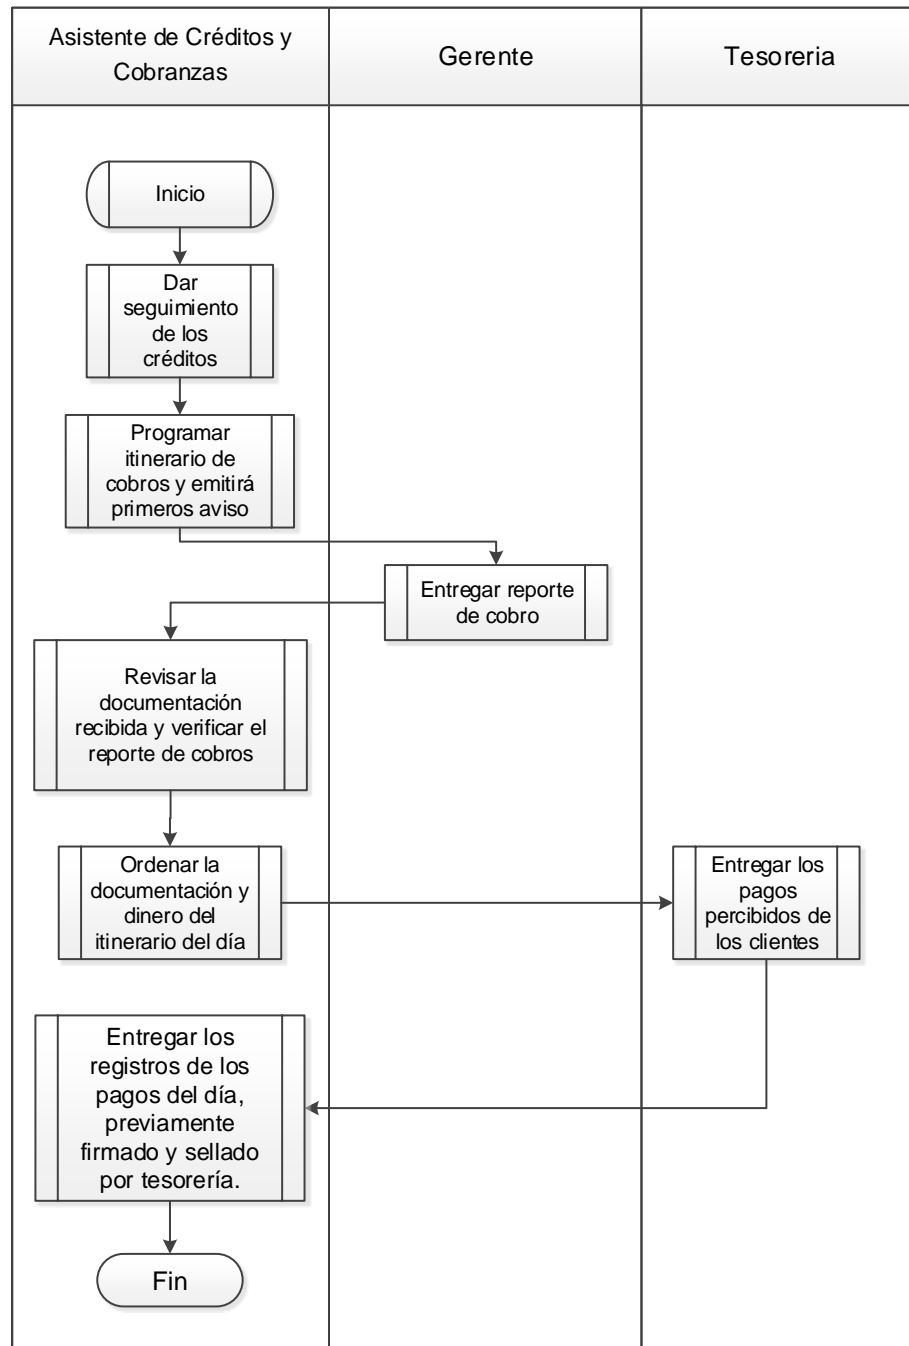 Asistente de Créditos y
Cobranzas
Gerente
Tesoreria
Inicio
Dar
seguimiento
de los
créditos
Programar
itinerario de
cobros y emitirá
primeros aviso
Entregar reporte
de cobro
Revisar la
documentación
recibida y verificar el
reporte de cobros
Ordenar la
documentación y
dinero del
itinerario del día
Entregar los
pagos
percibidos de
los clientes
Entregar los
registros de los
pagos del día,
previamente
firmado y sellado
por tesorería.
Fin